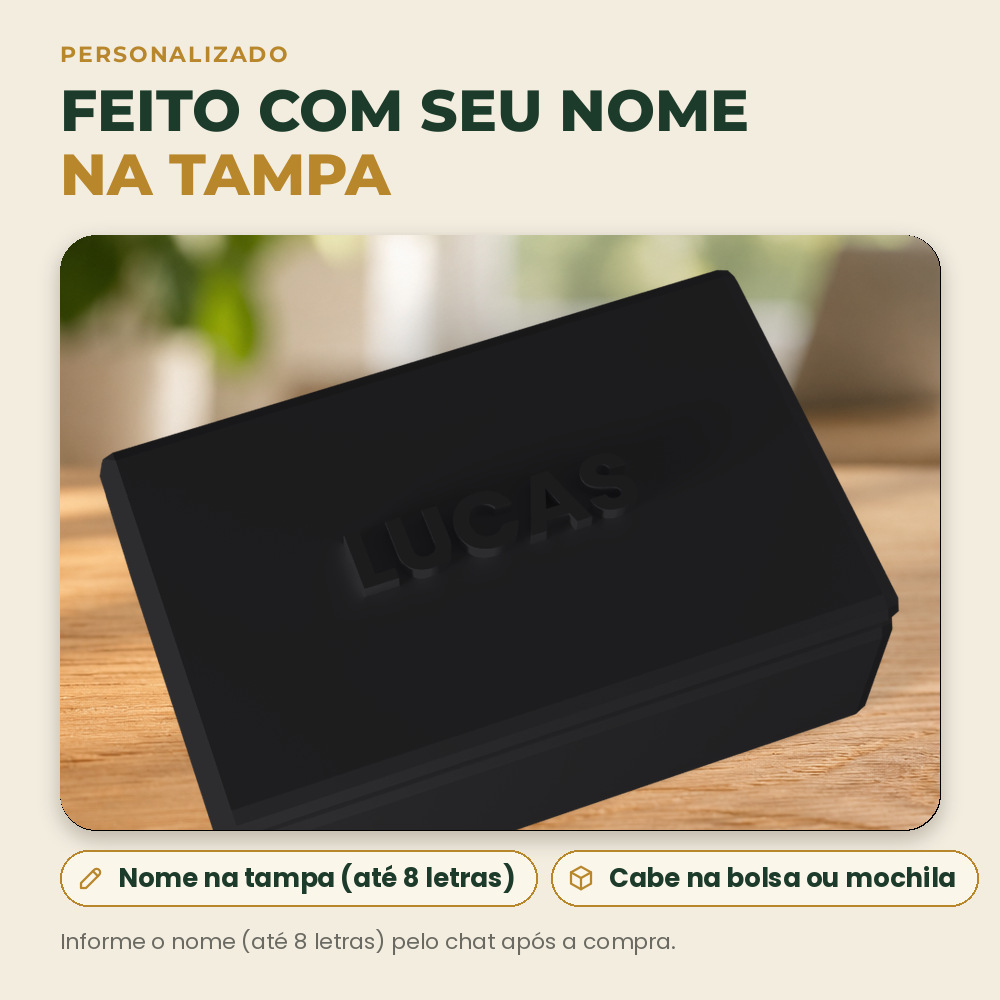 PERSONALIZADO
FEITO COM SEU NOME
NA TAMPA
LUCAS
Nome na tampa (até 8 letras)
Cabe na bolsa ou mochila
Informe o nome (até 8 letras) pelo chat após a compra.